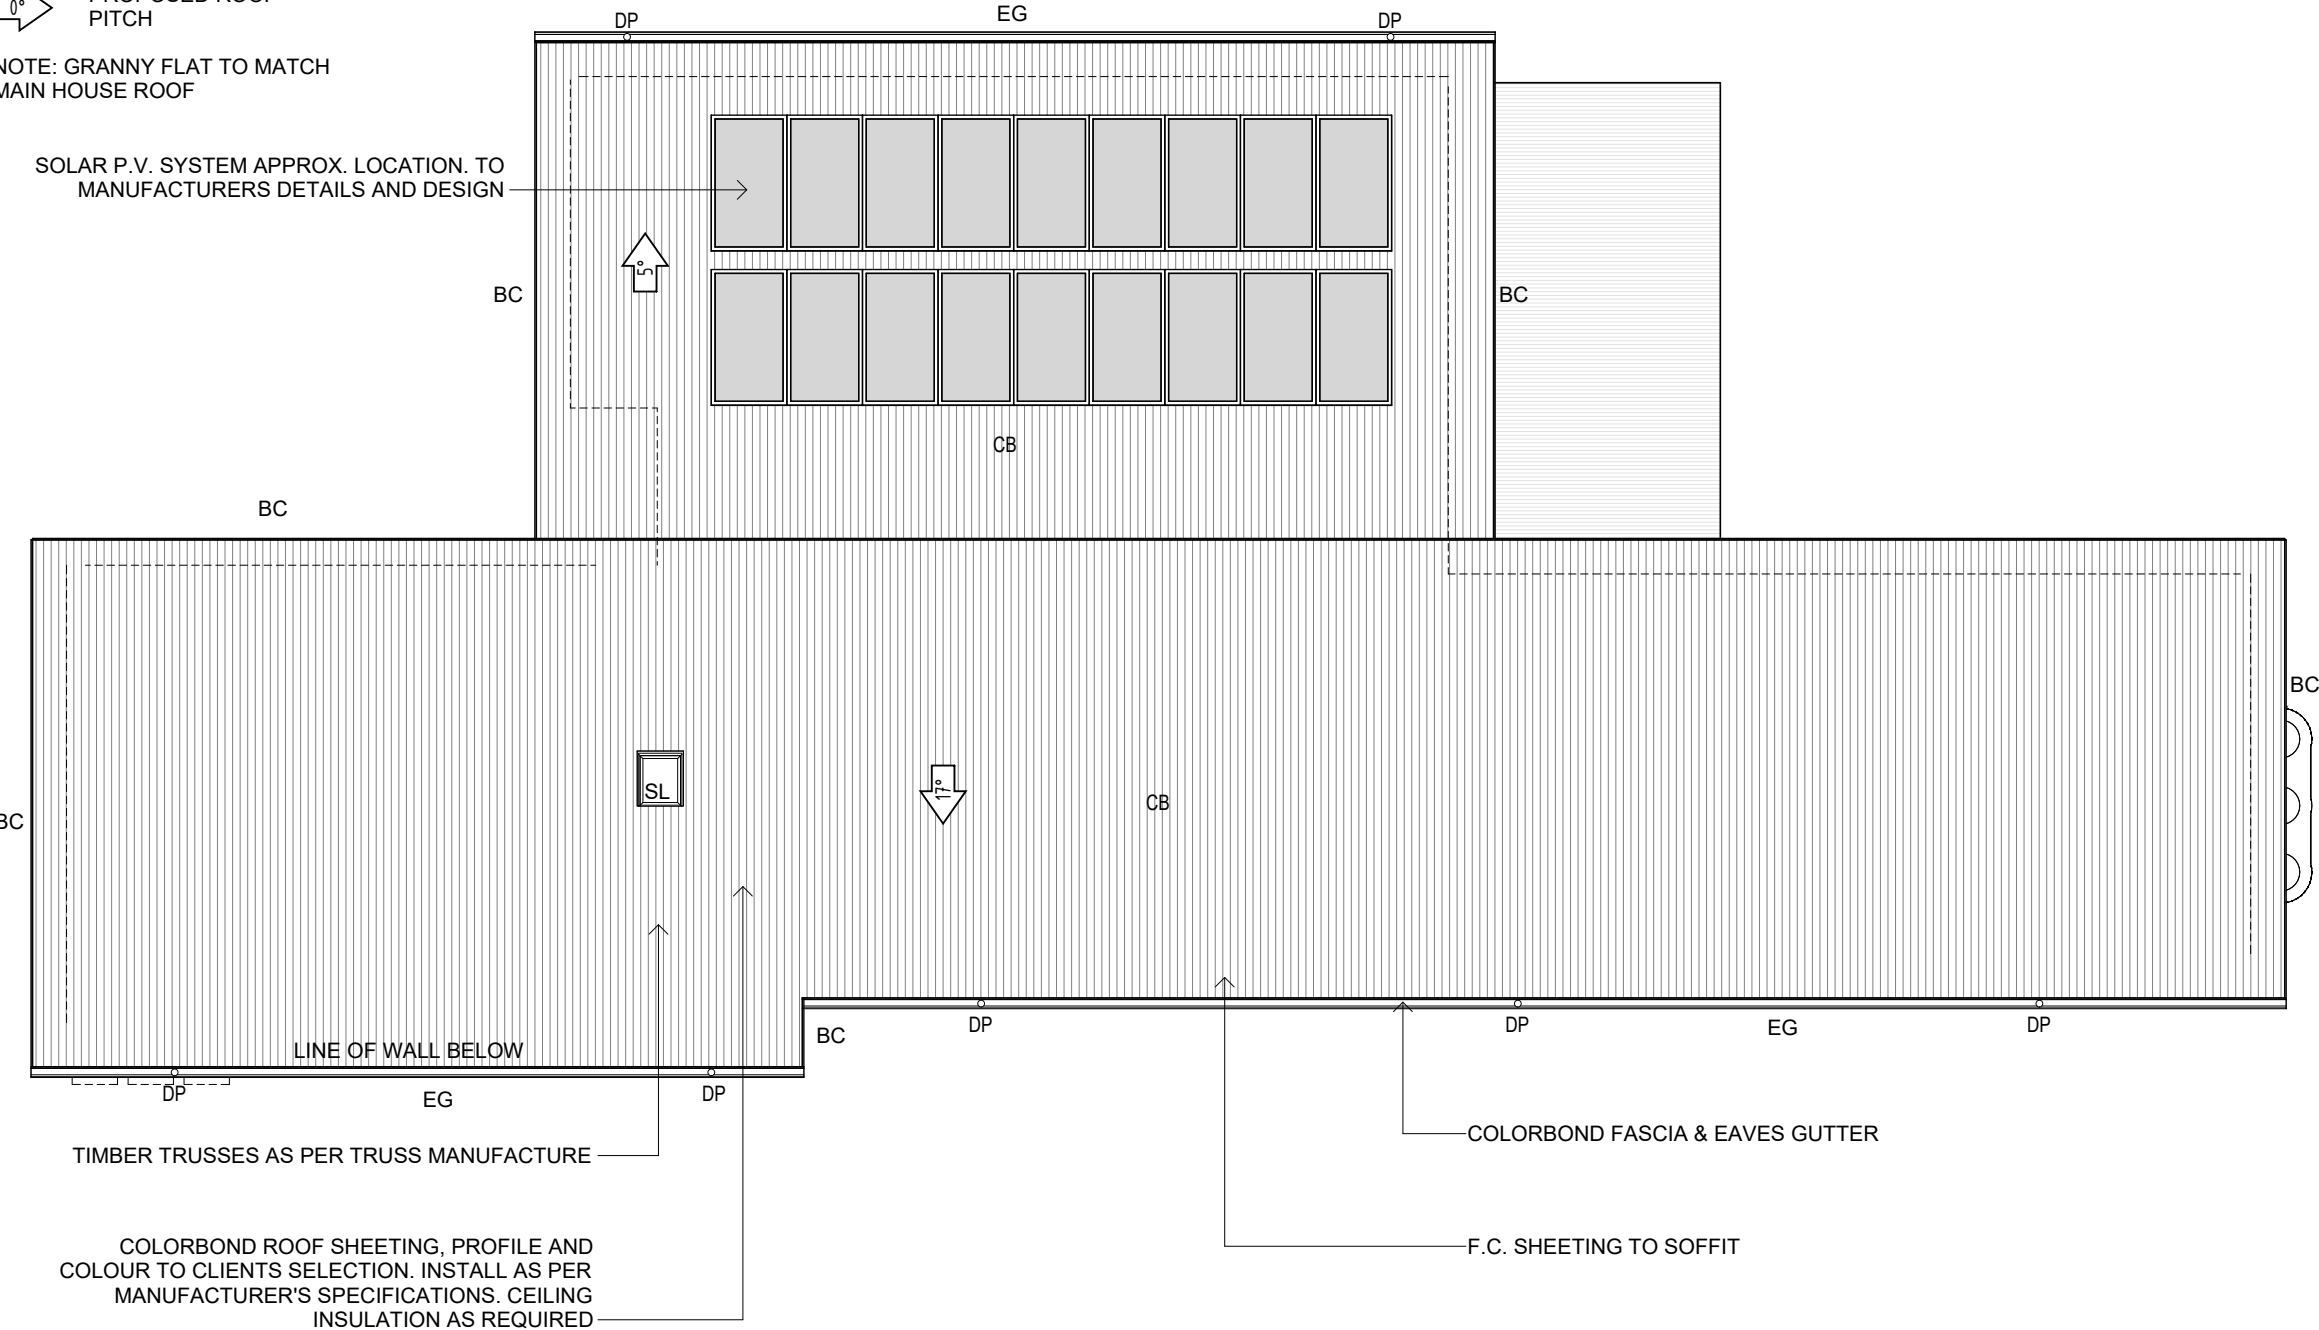 0°
PROPOSED ROOF
PITCH
NOTE: GRANNY FLAT TO MATCH
MAIN HOUSE ROOF
DP
EG
DP
SOLAR P.V. SYSTEM APPROX. LOCATION. TO
MANUFACTURERS DETAILS AND DESIGN
5°
BC
BC
CB
BC
BC
SL
17°
CB
BC
LINE OF WALL BELOW
BC
DP
DP
EG
DP
DP
EG
DP
TIMBER TRUSSES AS PER TRUSS MANUFACTURE
COLORBOND FASCIA & EAVES GUTTER
COLORBOND ROOF SHEETING, PROFILE AND
COLOUR TO CLIENTS SELECTION. INSTALL AS PER
MANUFACTURER'S SPECIFICATIONS. CEILING
INSULATION AS REQUIRED
F.C. SHEETING TO SOFFIT